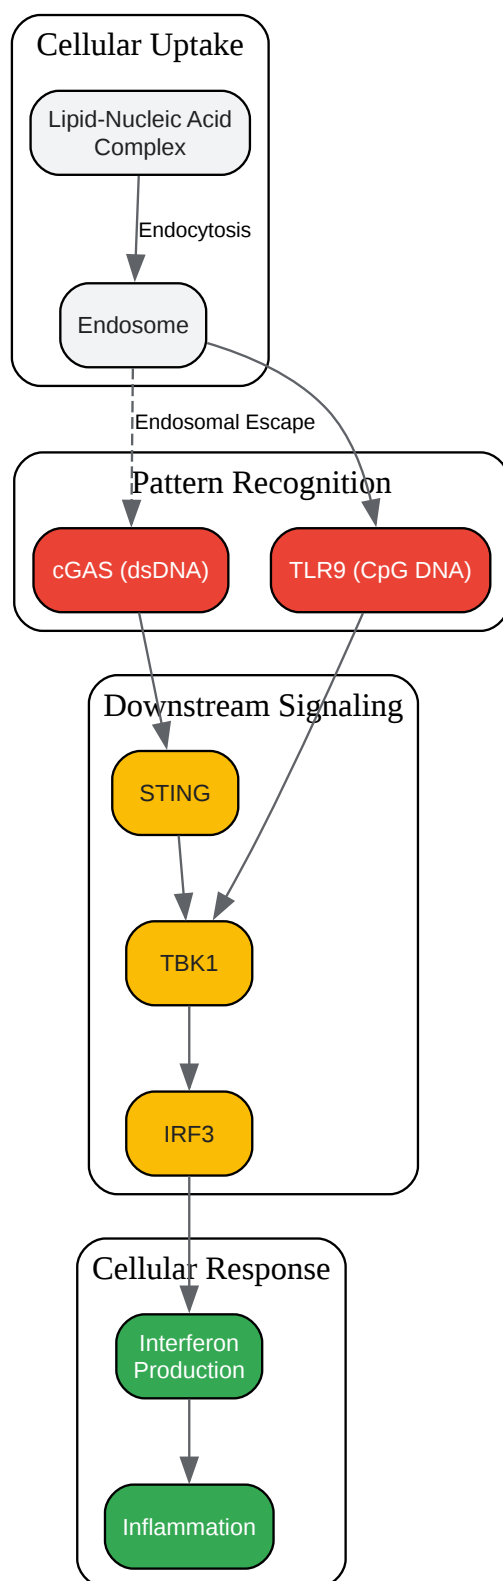 Cellular Uptake
Lipid-Nucleic Acid
Complex
Endocytosis
Endosome
Endosomal Escape
Pattern Recognition
cGAS (dsDNA)
TLR9 (CpG DNA)
Downstream Signaling
STING
TBK1
IRF3
Cellular Response
Interferon
Production
Inflammation